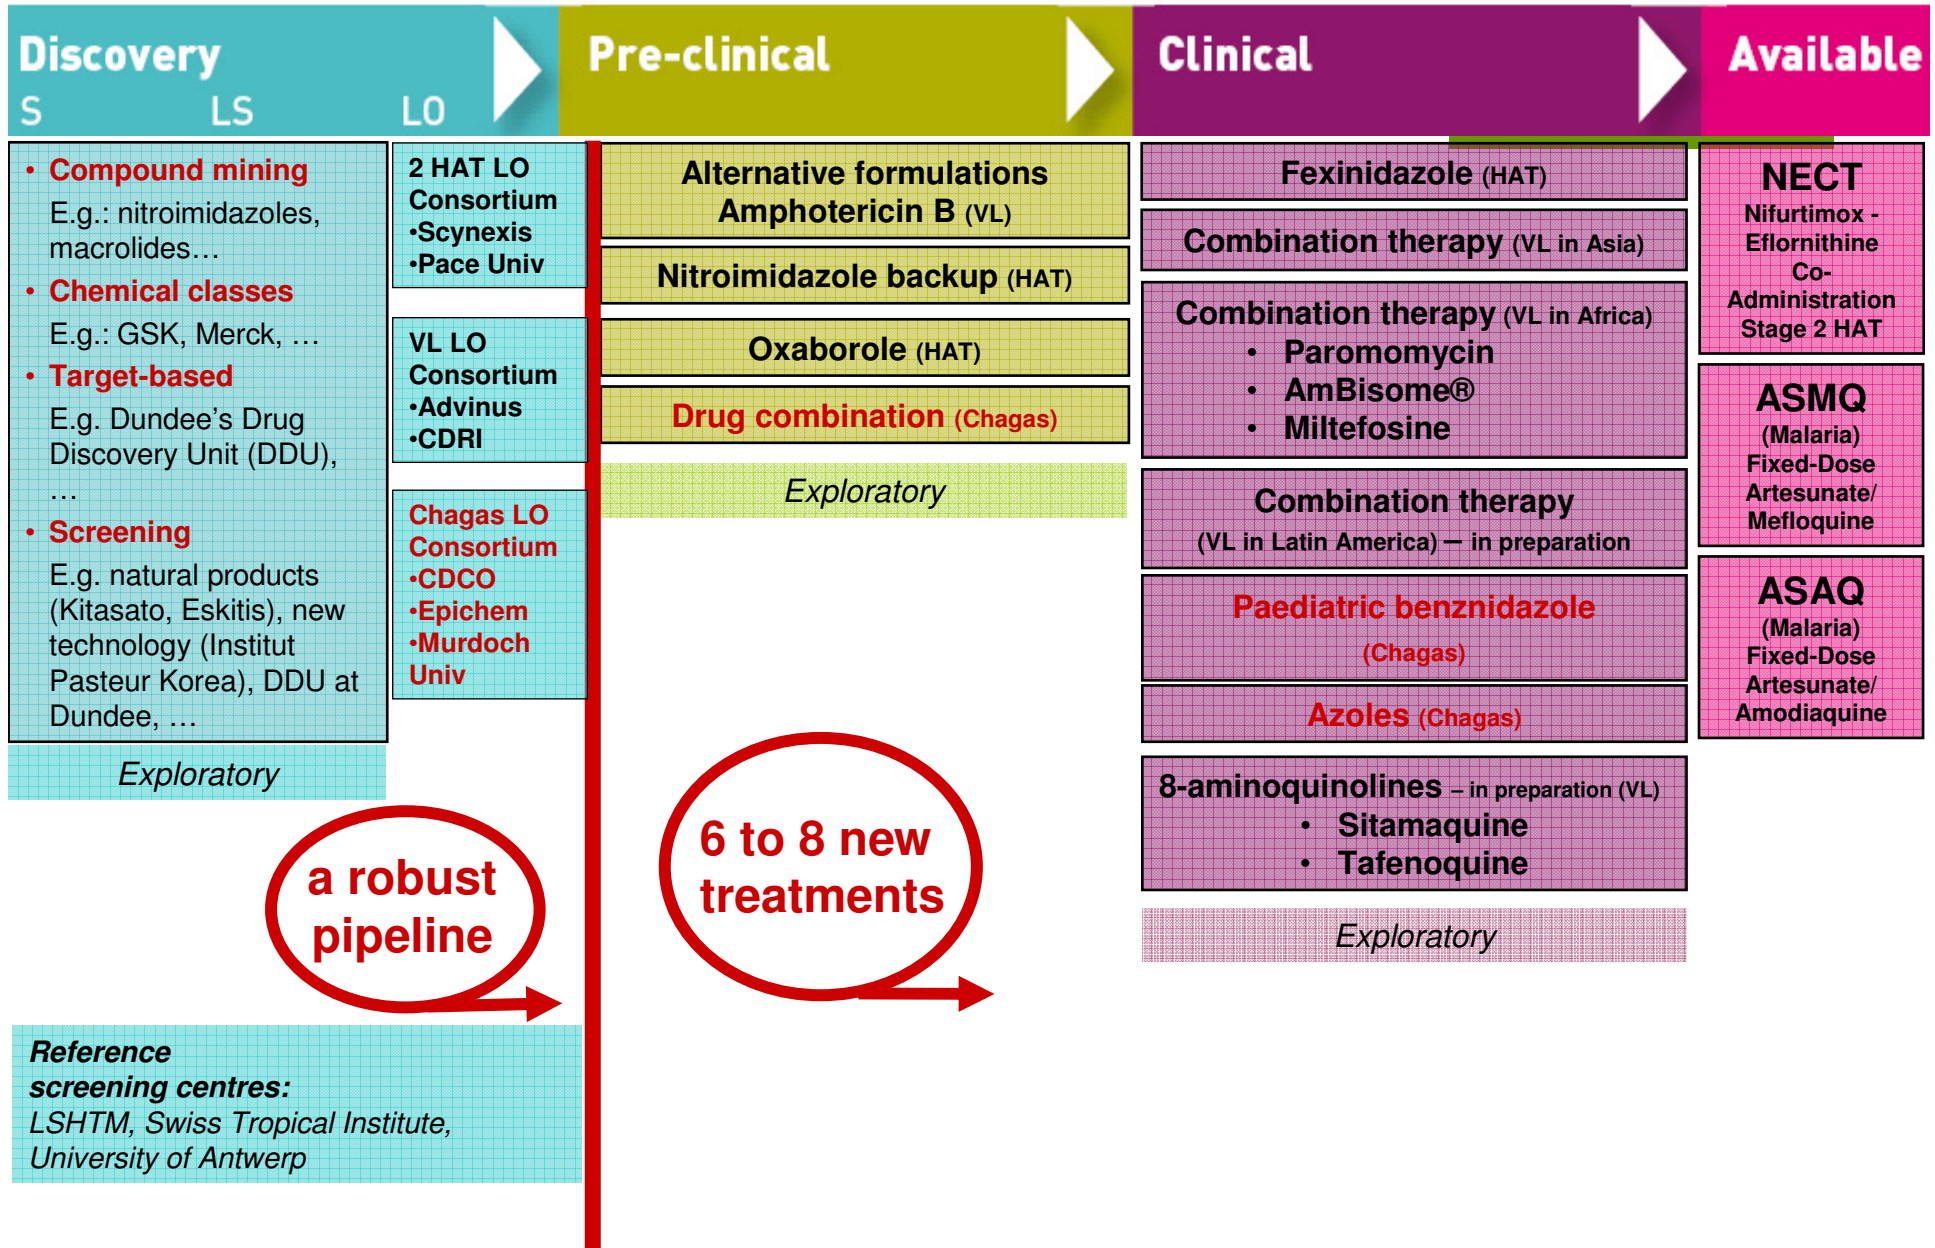 Discovery
S LS LO
Pre-clinical
Clinical
Available
• Compound mining
E.g.: nitroimidazoles,
macrolides…
• Chemical classes
E.g.: GSK, Merck, …
• Target-based
E.g. Dundee's Drug
Discovery Unit (DDU),
…
• Screening
E.g. natural products
(Kitasato, Eskitis), new
technology (Institut
Pasteur Korea), DDU at
Dundee, …
Exploratory
2 HAT LO
Consortium
•Scynexis
•Pace Univ
VL LO
Consortium
•Advinus
•CDRI
Chagas LO
Consortium
•CDCO
•Epichem
•Murdoch
Univ
a robust
pipeline
Reference
screening centres:
LSHTM, Swiss Tropical Institute,
University of Antwerp
Alternative formulations
Amphotericin B (VL)
Nitroimidazole backup (HAT)
Oxaborole (HAT)
Drug combination (Chagas)
Exploratory
6 to 8 new
treatments
Fexinidazole (HAT)
Combination therapy (VL in Asia)
Combination therapy (VL in Africa)
• Paromomycin
• AmBisome®
• Miltefosine
Combination therapy
(VL in Latin America) – in preparation
Paediatric benznidazole
(Chagas)
Azoles (Chagas)
8-aminoquinolines – in preparation (VL)
• Sitamaquine
• Tafenoquine
Exploratory
NECT
Nifurtimox -
Eflornithine
Co-
Administration
Stage 2 HAT
ASMQ
(Malaria)
Fixed-Dose
Artesunate/
Mefloquine
ASAQ
(Malaria)
Fixed-Dose
Artesunate/
Amodiaquine